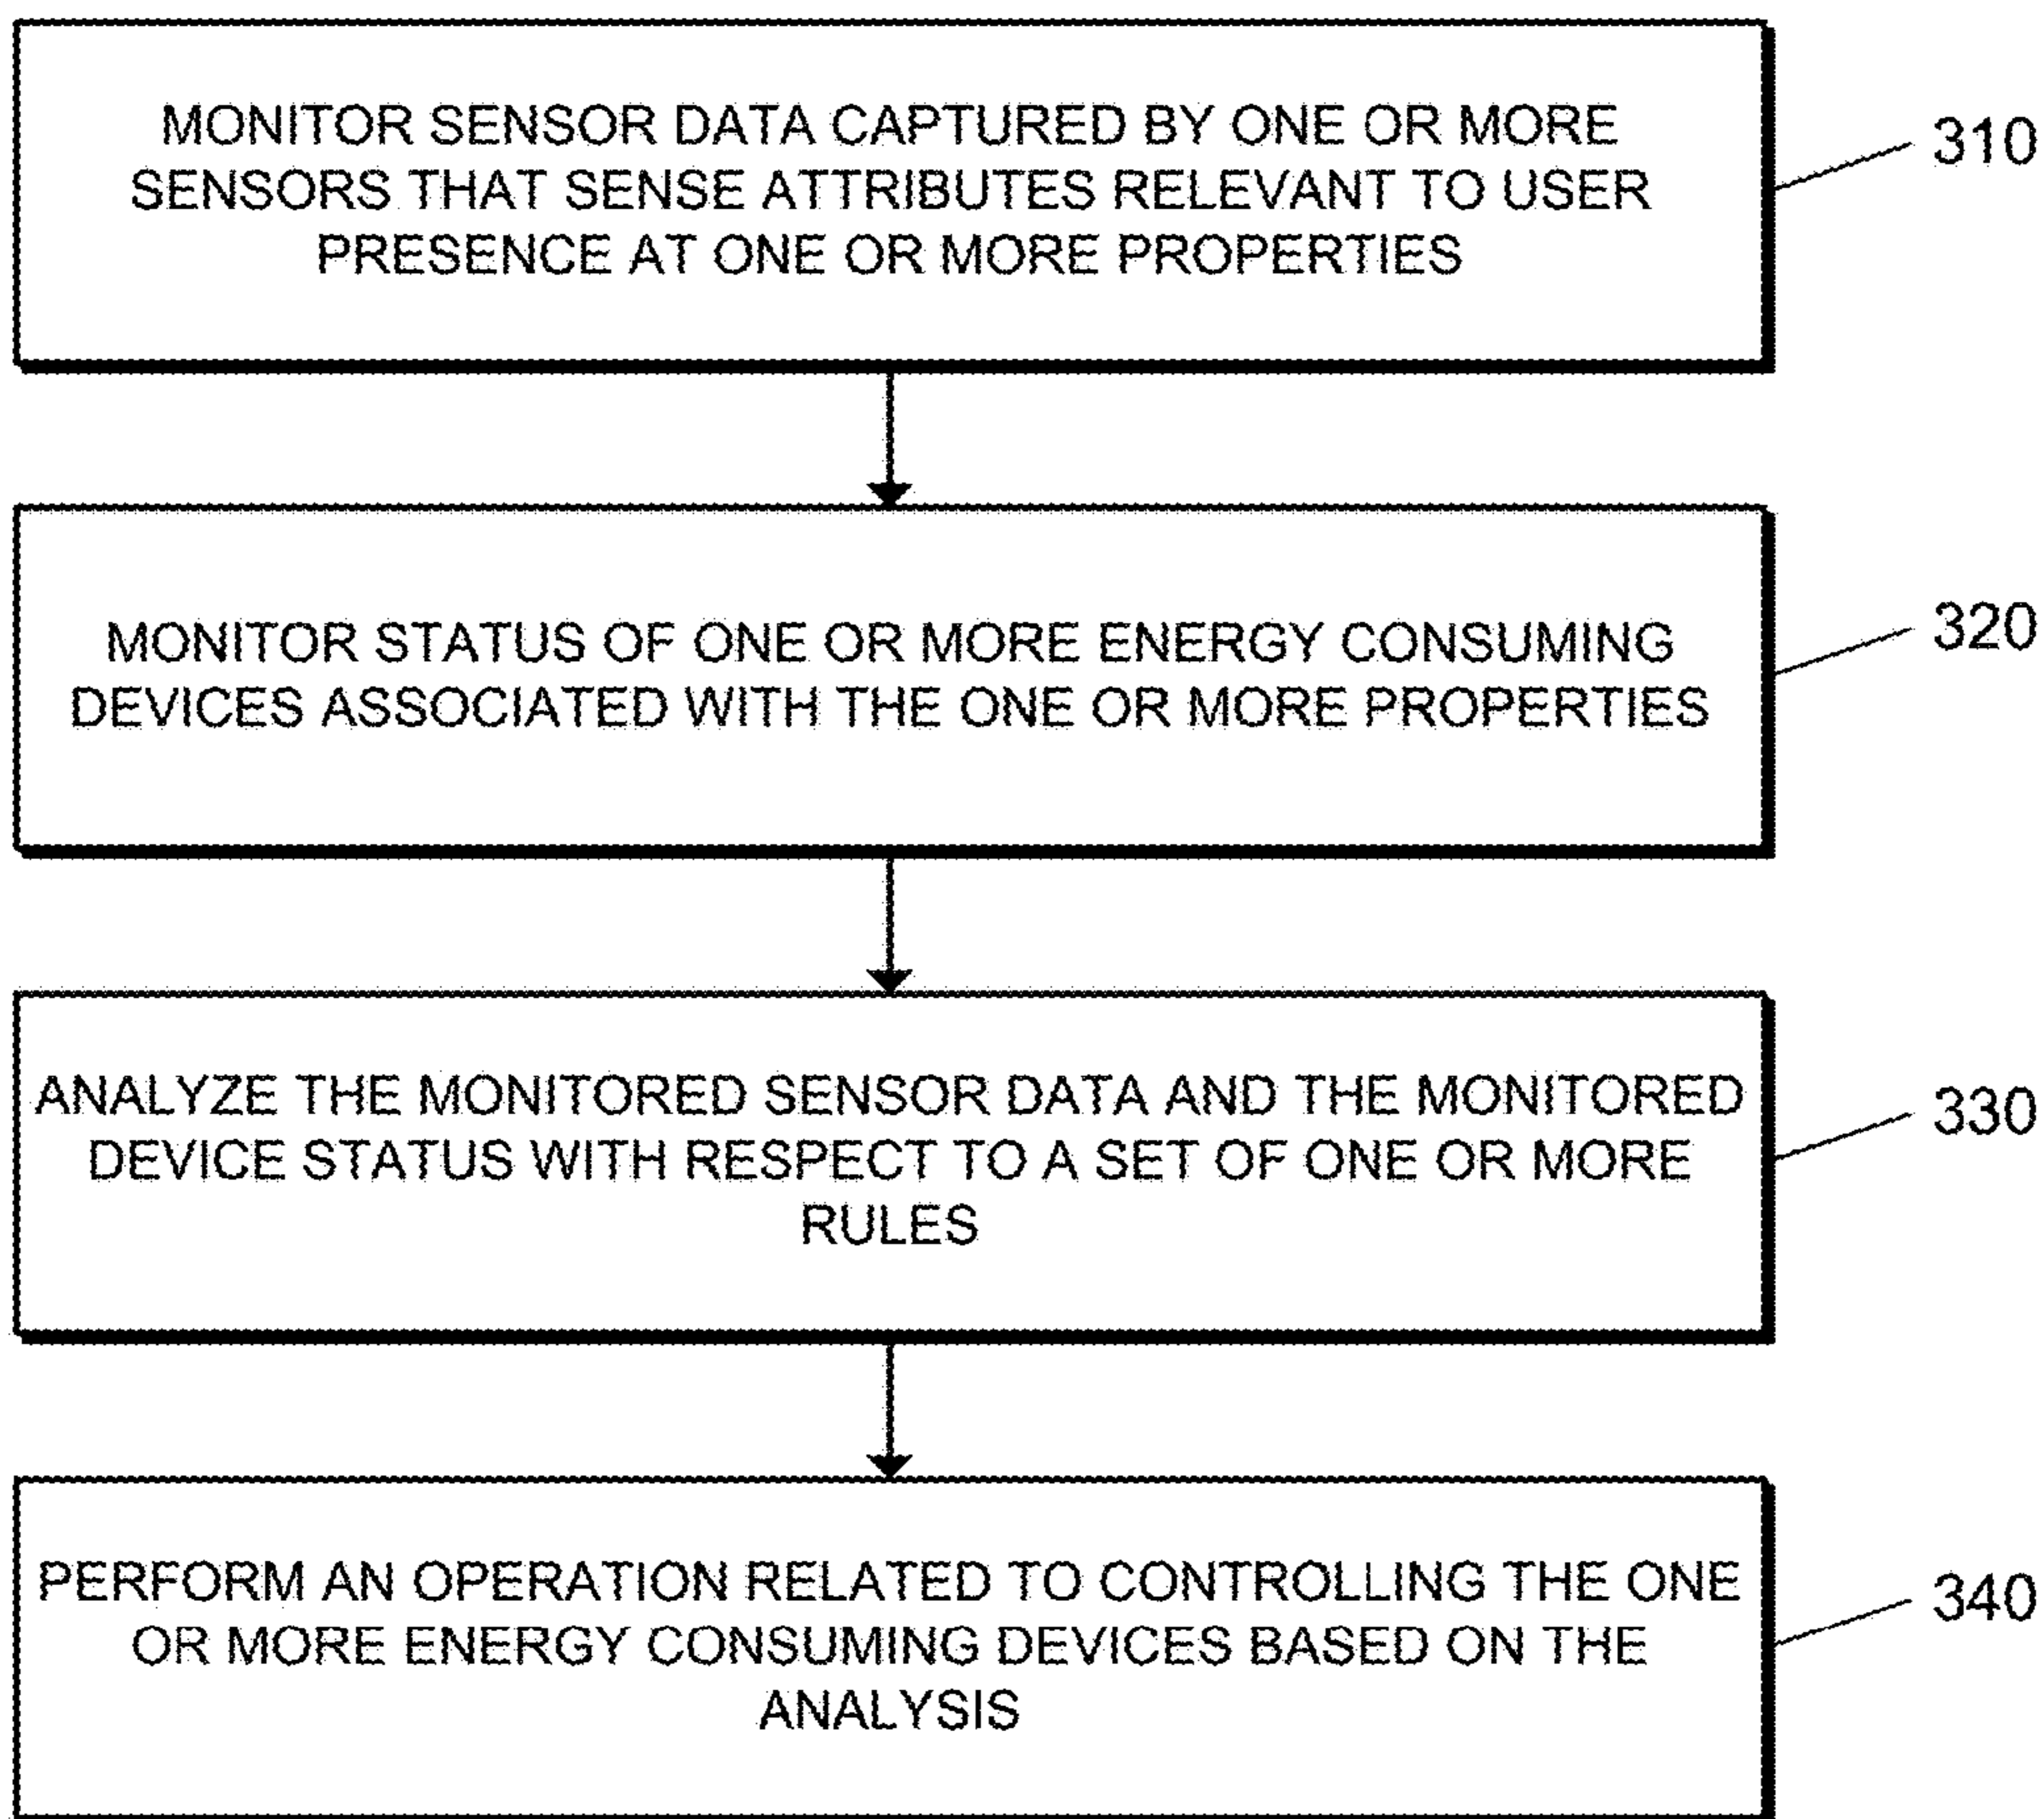 MONITOR SENSOR DATA CAPTURED BY ONE OR MORE
SENSORS THAT SENSE ATTRIBUTES RELEVANT TO USER
PRESENCE AT ONE OR MORE PROPERTIES
310
MONITOR STATUS OF ONE OR MORE ENERGY CONSUMING
DEVICES ASSOCIATED WITH THE ONE OR MORE PROPERTIES
320
ANALYZE THE MONITORED SENSOR DATA AND THE MONITORED
DEVICE STATUS WITH RESPECT TO A SET OF ONE OR MORE
RULES
330
PERFORM AN OPERATION RELATED TO CONTROLLING THE ONE
OR MORE ENERGY CONSUMING DEVICES BASED ON THE
ANALYSIS
340